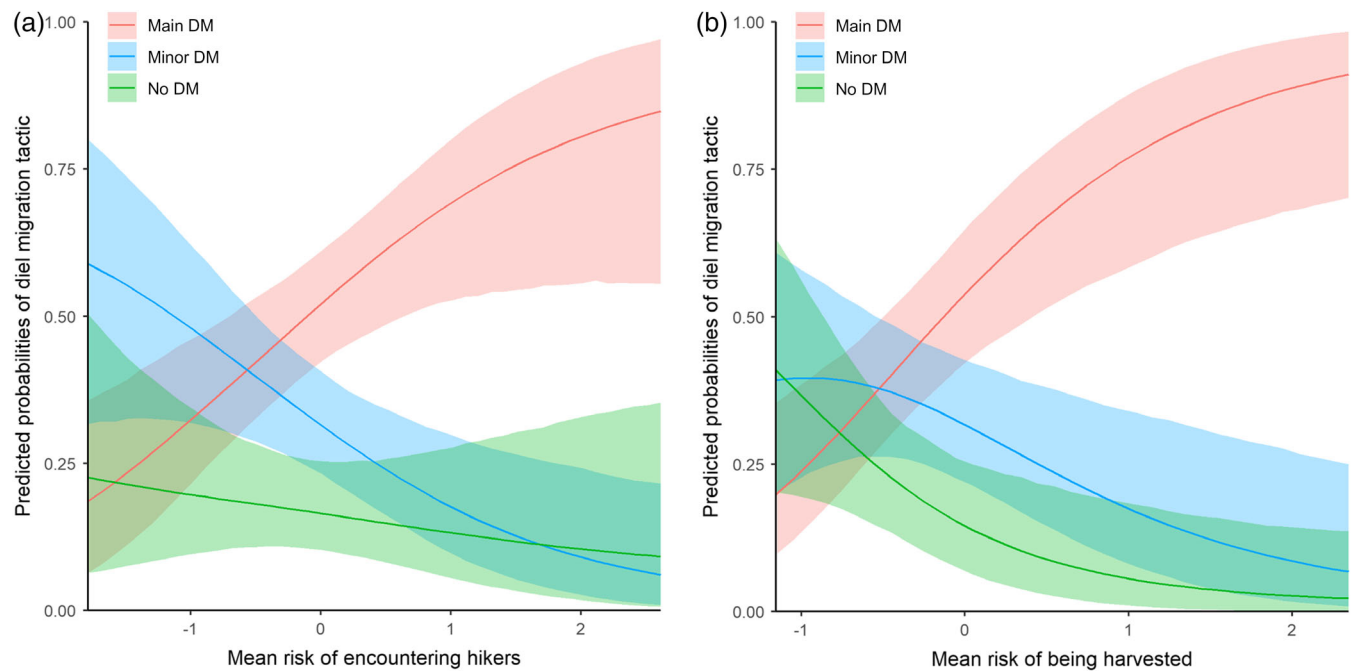 (a)
Main DM
Minor DM
No DM
Predicted probabilities of diel migration tactic
1.00
0.75
0.50
0.25
0.00
-1
0
1
2
Mean risk of encountering hikers
(b)
Main DM
Minor DM
No DM
Predicted probabilities of diel migration tactic
1.00
0.75
0.50
0.25
0.00
-1
0
1
2
Mean risk of being harvested